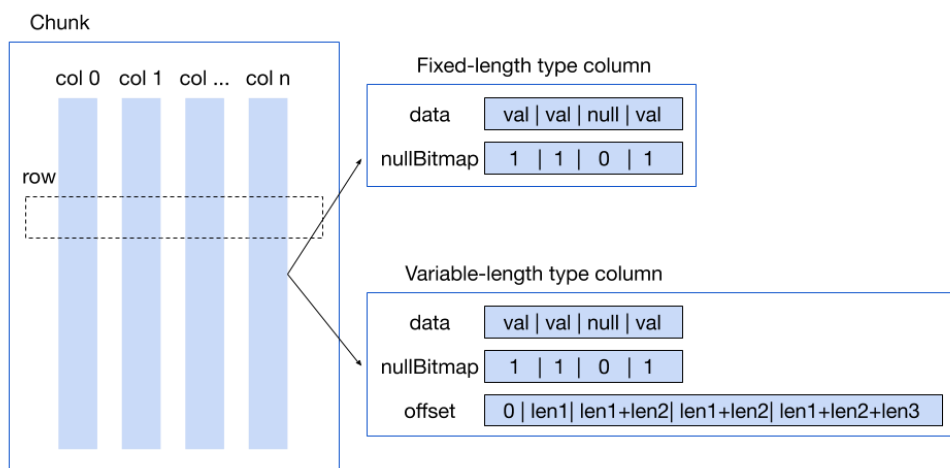 Chunk
col 0 col 1 col ... col n
row
Fixed-length type column
data val | val | null | val
nullBitmap 1 | 1 | 0 | 1
Variable-length type column
data val | val | null | val
nullBitmap 1 | 1 | 0 | 1
offset 0 | len1| len1+len2| len1+len2| len1+len2+len3